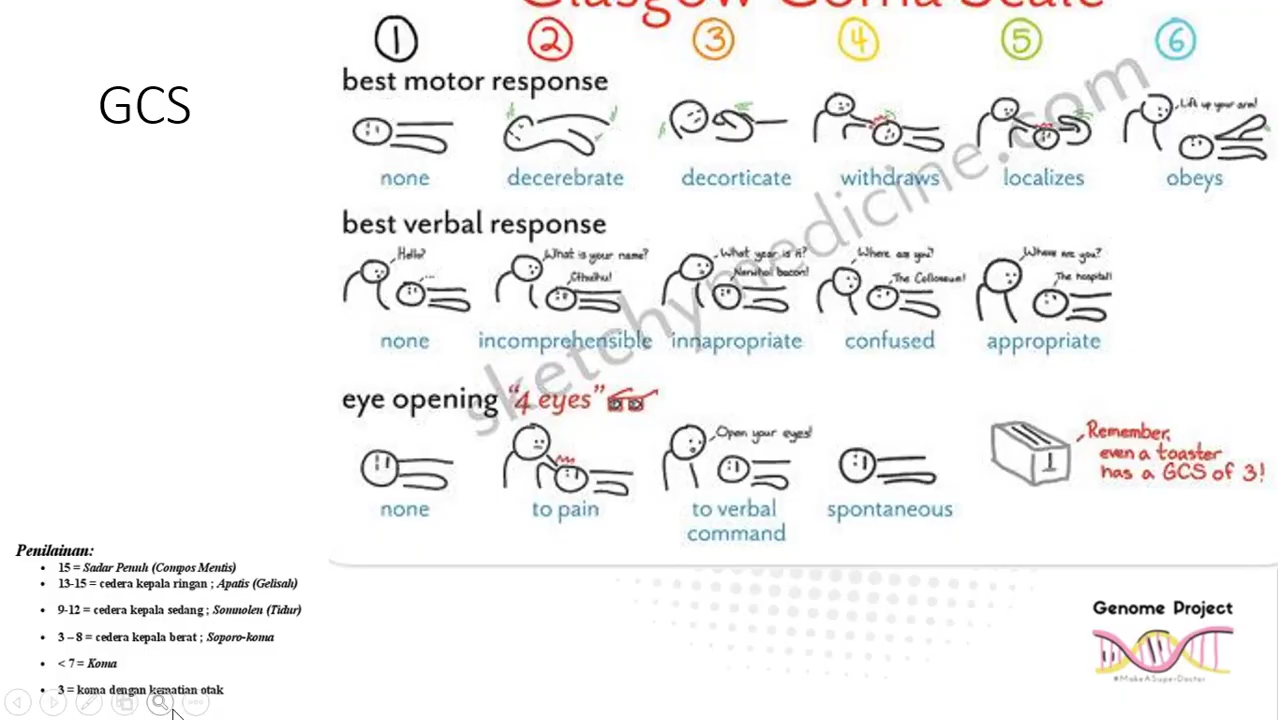 Glasgow Coma Scale
GCS
1 2 3 4 5 6
best motor response
Lift up your arm!
none decerebrate decorticate withdraws localizes obeys
best verbal response
Hello? What is your name? What year is it? Where are you? Where are you?
... Cthulhu! Narwhal bacon! The Colloseum! The hospital!
none incomprehensible innapropriate confused appropriate
eye opening "4 eyes"
Open your eyes!
Remember,
even a toaster
has a GCS of 3!
none to pain to verbal command spontaneous
sketchymedicine.com
Penilainan:
• 15 = Sadar Penuh (Compos Mentis)
• 13-15 = cedera kepala ringan ; Apatis (Gelisah)
• 9-12 = cedera kepala sedang ; Somnolen (Tidur)
• 3 – 8 = cedera kepala berat ; Soporo-koma
• < 7 = Koma
• 3 = koma dengan kematian otak
Genome Project
#MakeASuperDoctor